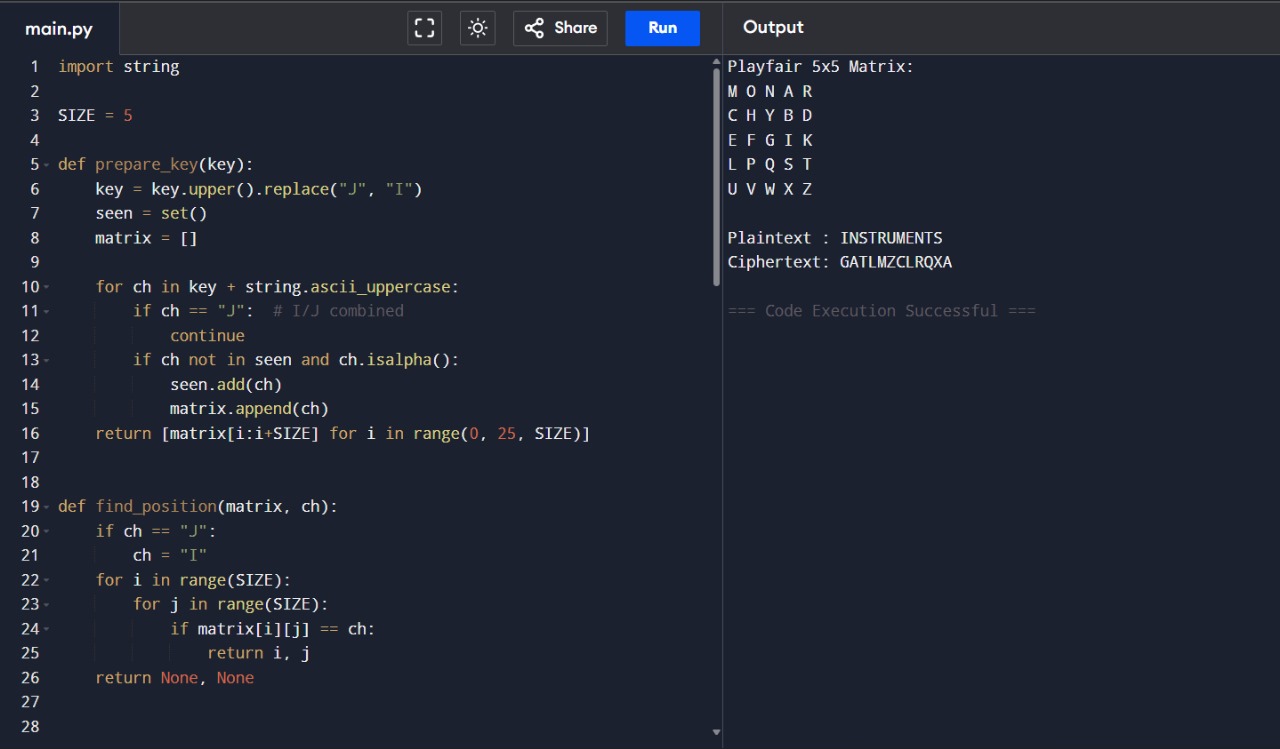 main.py
Share
Run
Output
1 import string
2
3 SIZE = 5
4
5 def prepare_key(key):
6     key = key.upper().replace("J", "I")
7     seen = set()
8     matrix = []
9
10     for ch in key + string.ascii_uppercase:
11         if ch == "J":  # I/J combined
12             continue
13         if ch not in seen and ch.isalpha():
14             seen.add(ch)
15             matrix.append(ch)
16     return [matrix[i:i+SIZE] for i in range(0, 25, SIZE)]
17
18
19 def find_position(matrix, ch):
20     if ch == "J":
21         ch = "I"
22     for i in range(SIZE):
23         for j in range(SIZE):
24             if matrix[i][j] == ch:
25                 return i, j
26     return None, None
27
28
Playfair 5x5 Matrix:
M O N A R
C H Y B D
E F G I K
L P Q S T
U V W X Z
Plaintext : INSTRUMENTS
Ciphertext: GATLMZCLRQXA
=== Code Execution Successful ===